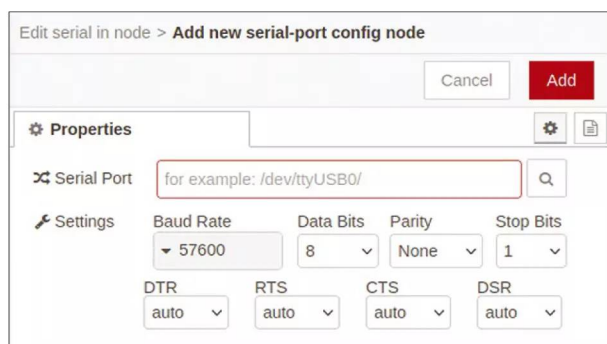 Edit serial in node > Add new serial-port config node
Cancel Add
Properties
Serial Port for example: /dev/ttyUSB0/
Settings Baud Rate Data Bits Parity Stop Bits
57600 8 None 1
DTR RTS CTS DSR
auto auto auto auto